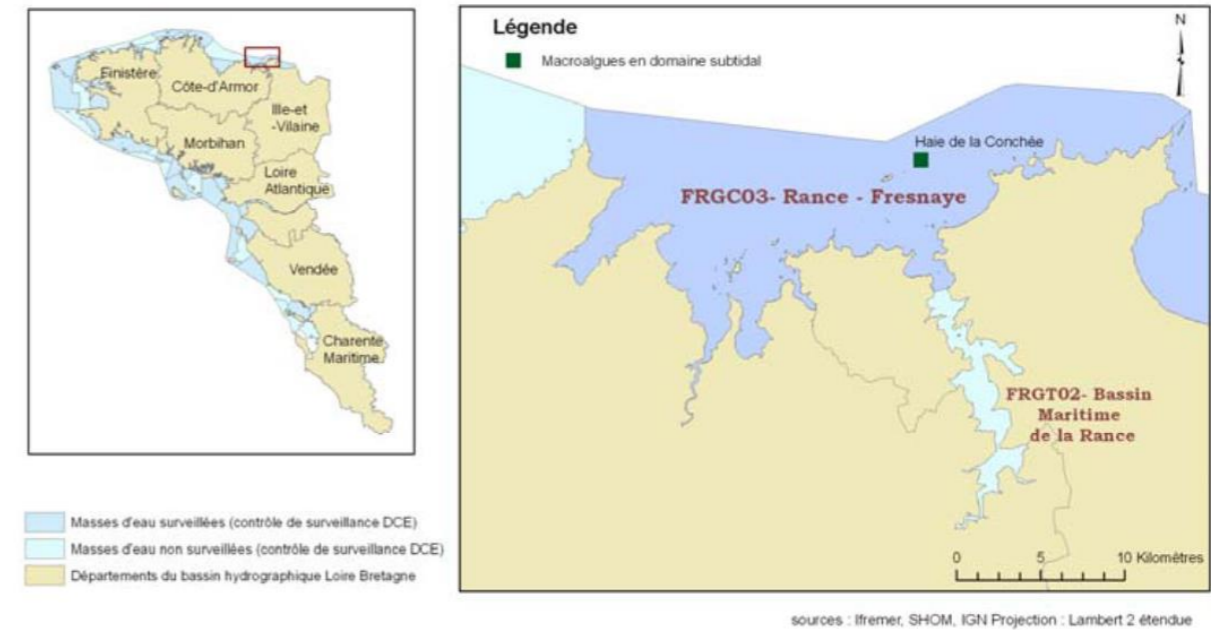 Finistère
Côte-d'Armor
Ille-et
-Vilaine
Morbihan
Loire
Atlantique
Vendée
Charente
Maritime
Masses d'eau surveillées (contrôle de surveillance DCE)
Masses d'eau non surveillées (contrôle de surveillance DCE)
Départements du bassin hydrographique Loire Bretagne
Légende
Macroalgues en domaine subtidal
N
Haie de la Conchée
FRGC03- Rance - Fresnaye
FRGT02- Bassin
Maritime
de la Rance
0 5 10 Kilomètres
sources : Ifremer, SHOM, IGN Projection : Lambert 2 étendue